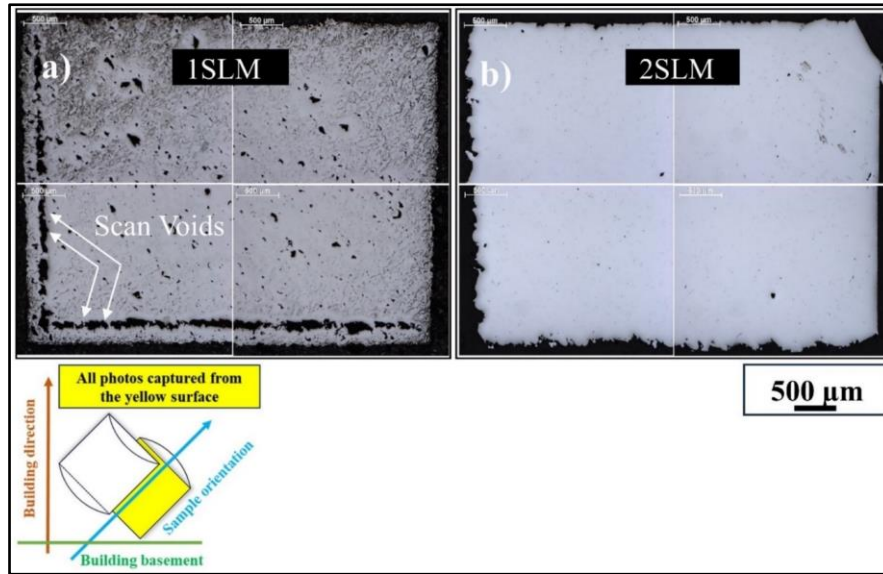 500 µm
500 µm
a)
1SLM
500 µm
500 µm
b)
2SLM
500 µm
Scan Voids
500 µm
All photos captured from
the yellow surface
Building direction
Sample orientation
Building basement